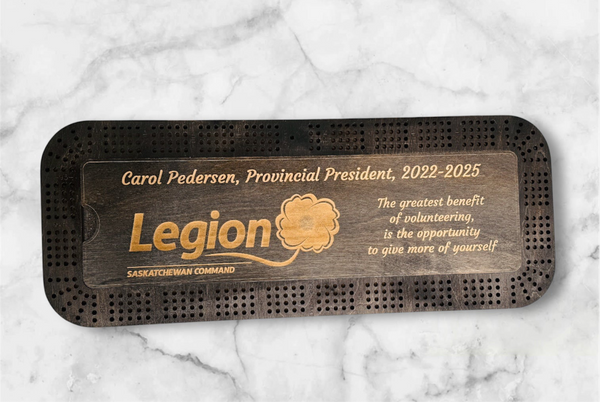 Carol Pedersen, Provincial President, 2022-2025
Legion
SASKATCHEWAN COMMAND
The greatest benefit
of volunteering,
is the opportunity
to give more of yourself